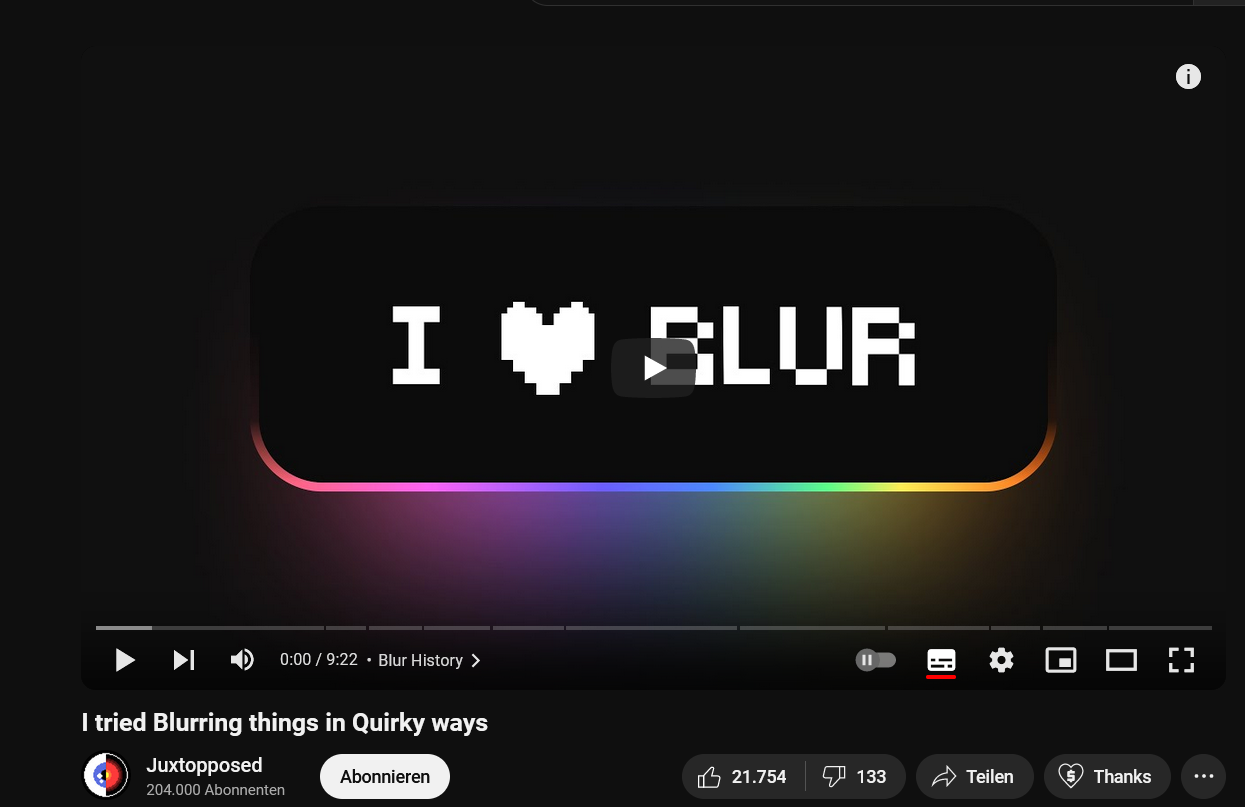 I ♥ BLUR
0:00 / 9:22 • Blur History
I tried Blurring things in Quirky ways
Juxtopposed
204.000 Abonnenten
Abonnieren
21.754
133
Teilen
Thanks